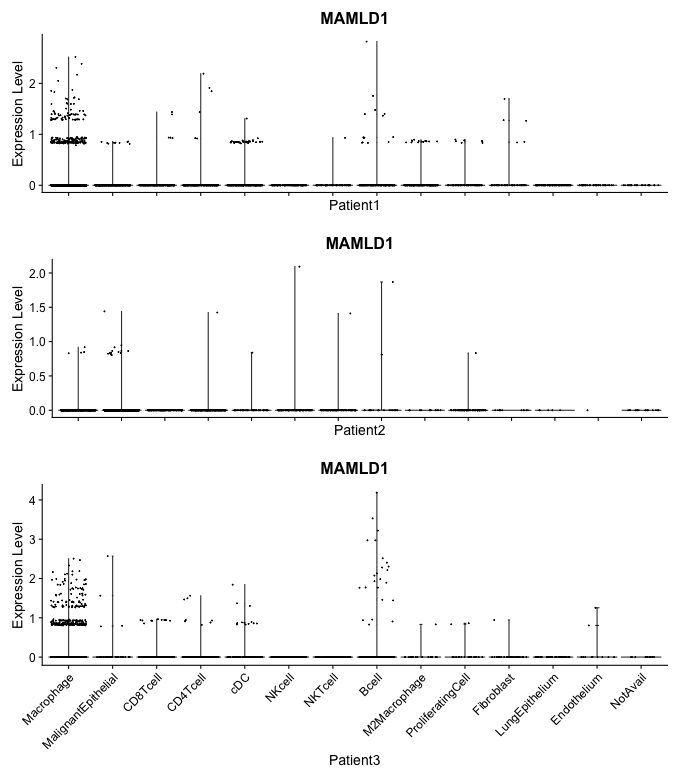 MAMLD1
Expression Level
2
1
0
Patient1
MAMLD1
Expression Level
2.0
1.5
1.0
0.5
0.0
Patient2
MAMLD1
Expression Level
4
3
2
1
0
Macrophage
MalignantEpithelial
CD8Tcell
CD4Tcell
cDC
NKcell
NKTcell
Bcell
M2Macrophage
ProliferatingCell
Fibroblast
LungEpithelium
Endothelium
NotAvail
Patient3